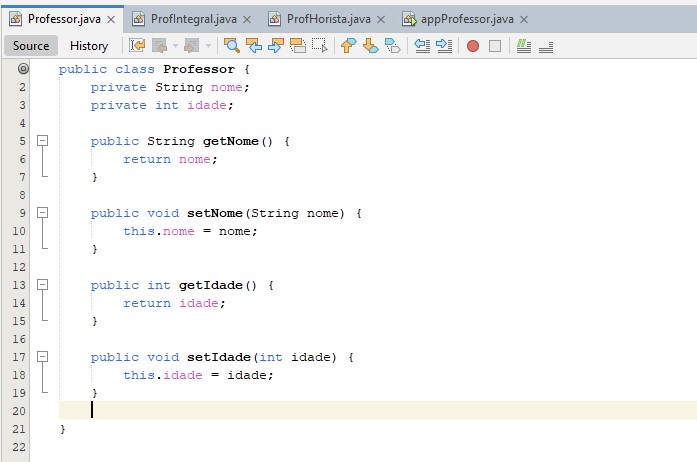 Professor.java
ProfIntegral.java
ProfHorista.java
appProfessor.java
Source
History
public class Professor {
2 private String nome;
3 private int idade;
4
5 public String getNome() {
6 return nome;
7 }
8
9 public void setNome(String nome) {
10 this.nome = nome;
11 }
12
13 public int getIdade() {
14 return idade;
15 }
16
17 public void setIdade(int idade) {
18 this.idade = idade;
19 }
20
21 }
22